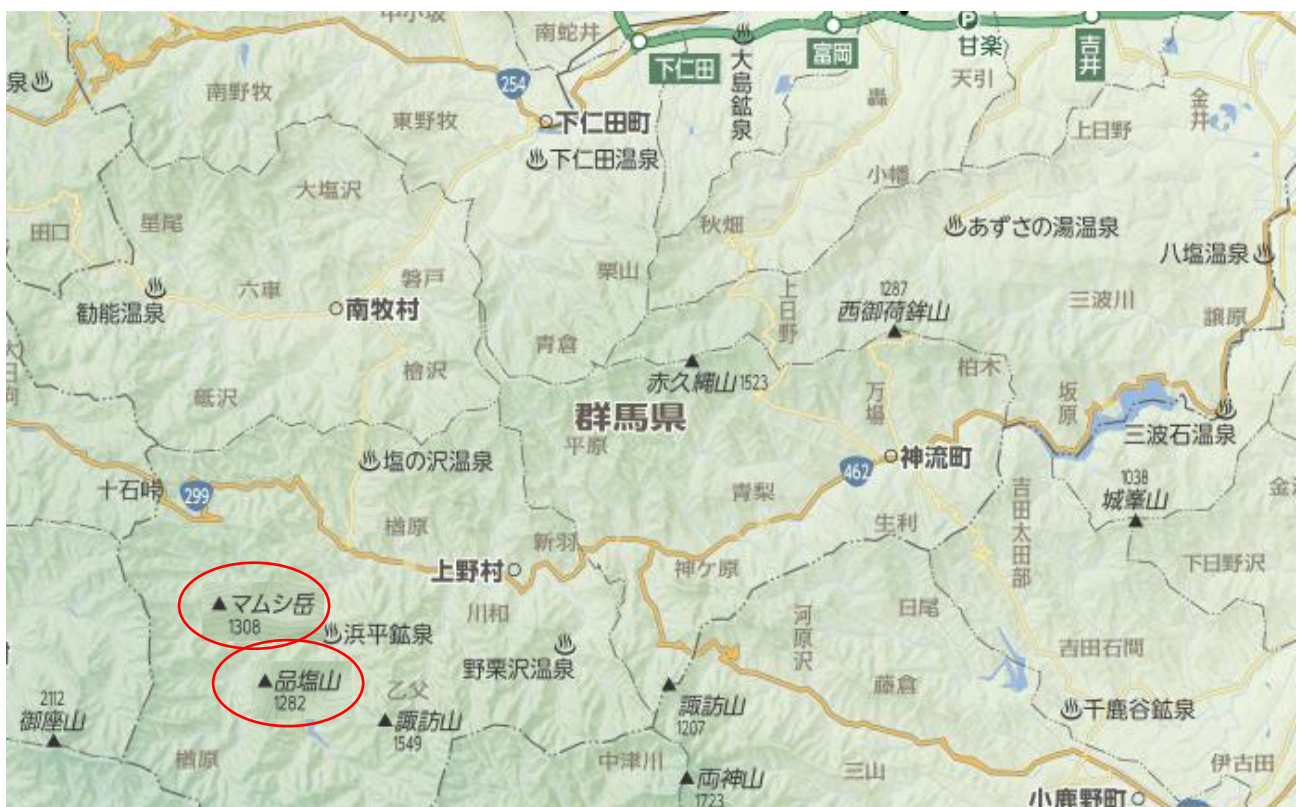 中小坂
南蛇井
P
甘楽
下仁田
大島鉱泉
富岡
吉井
泉
254
南野牧
東野牧
下仁田町
下仁田温泉
轟
天引
金井
上日野
小幡
大塩沢
星尾
田口
秋畑
栗山
あずさの湯温泉
八塩温泉
六車
磐戸
勧能温泉
南牧村
上日野
1287
西御荷鉾山
三波川
譲原
青倉
檜沢
砥沢
赤久縄山 1523
群馬県
平原
万場
柏木
坂原
三波石温泉
塩の沢温泉
462
神流町
十石峠
299
楢原
青梨
生利
吉田太田部
1038
城峯山
新羽
上野村
神ケ原
下日野沢
マムシ岳
1308
浜平鉱泉
川和
野栗沢温泉
河原沢
日尾
吉田石間
品塩山
1282
乙父
2112
御座山
諏訪山
1549
諏訪山
1207
藤倉
千鹿谷鉱泉
楢原
中津川
両神山
1723
三山
伊古田
小鹿野町